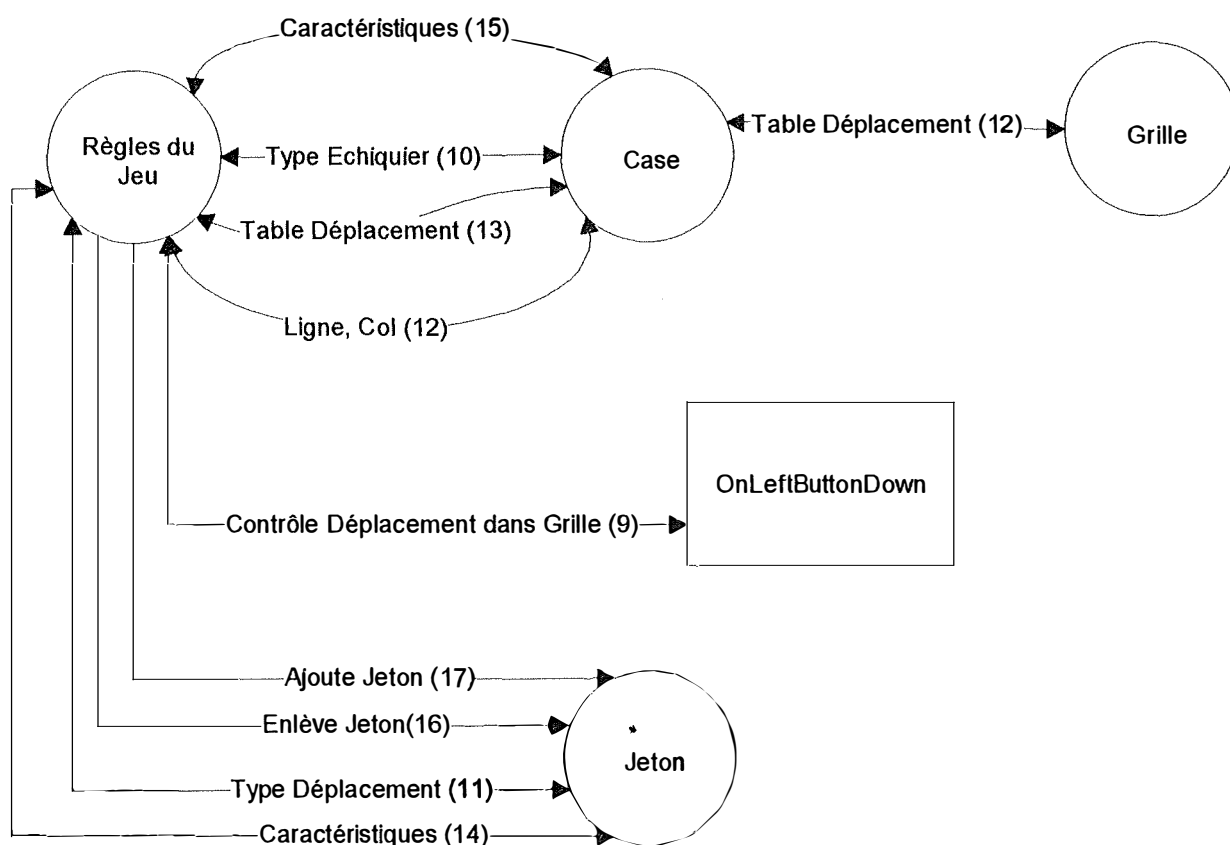 Caractéristiques (15)
Règles du
Jeu
Type Echiquier (10)
Case
Table Déplacement (12)
Grille
Table Déplacement (13)
Ligne, Col (12)
OnLeftButtonDown
Contrôle Déplacement dans Grille (9)
Ajoute Jeton (17)
Enlève Jeton(16)
Jeton
Type Déplacement (11)
Caractéristiques (14)